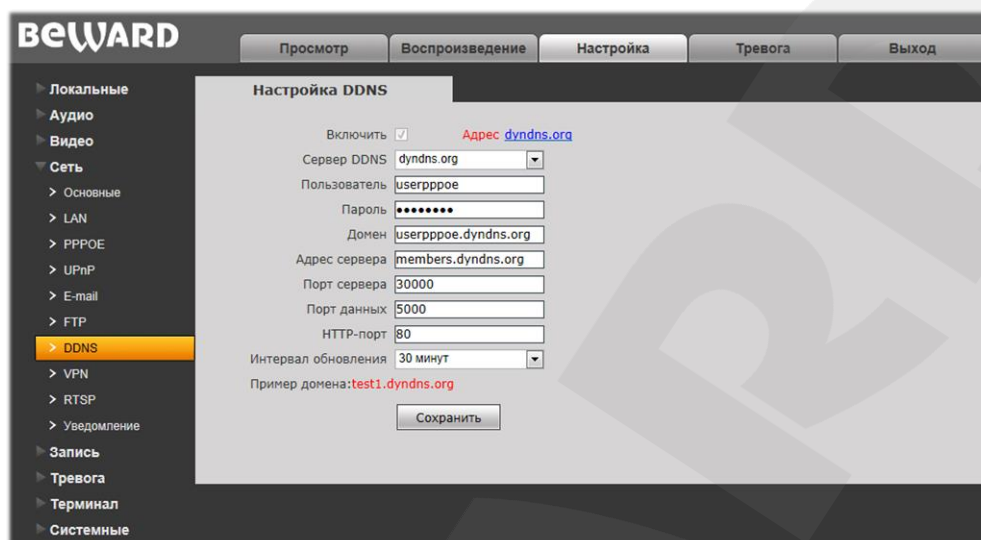 BEWARD
Просмотр Воспроизведение Настройка Тревога Выход
Локальные
Аудио
Видео
Сеть
> Основные
> LAN
> PPPOE
> UPnP
> E-mail
> FTP
> DDNS
> VPN
> RTSP
> Уведомление
Запись
Тревога
Терминал
Системные
Настройка DDNS
Включить Адрес dyndns.org
Сервер DDNS dyndns.org
Пользователь userpppoe
Пароль ••••••••
Домен userpppoe.dyndns.org
Адрес сервера members.dyndns.org
Порт сервера 30000
Порт данных 5000
HTTP-порт 80
Интервал обновления 30 минут
Пример домена:test1.dyndns.org
Сохранить